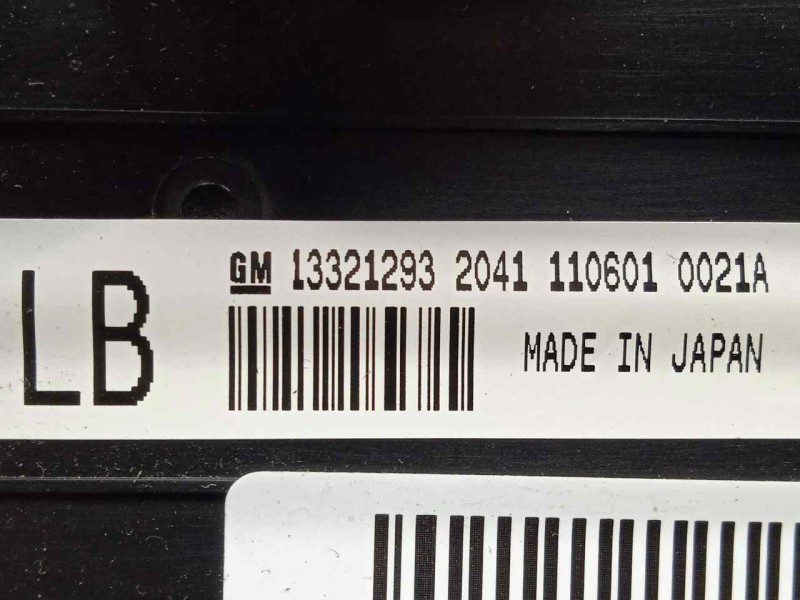 LB
GM 13321293 2041 110601 0021A
MADE IN JAPAN